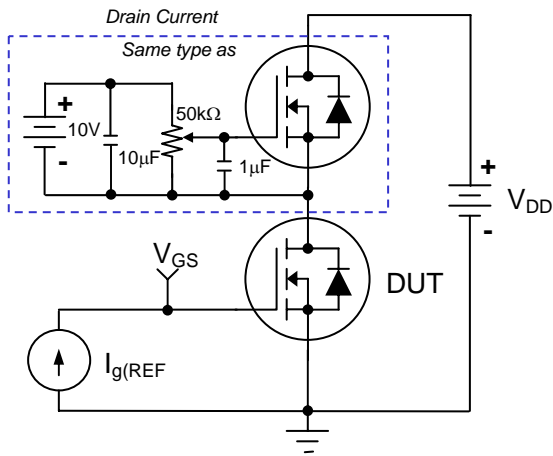 Drain Current
Same type as
+
10V
-
10μF
50kΩ
1μF
+
V_DD
-
V_GS
DUT
I_g(REF